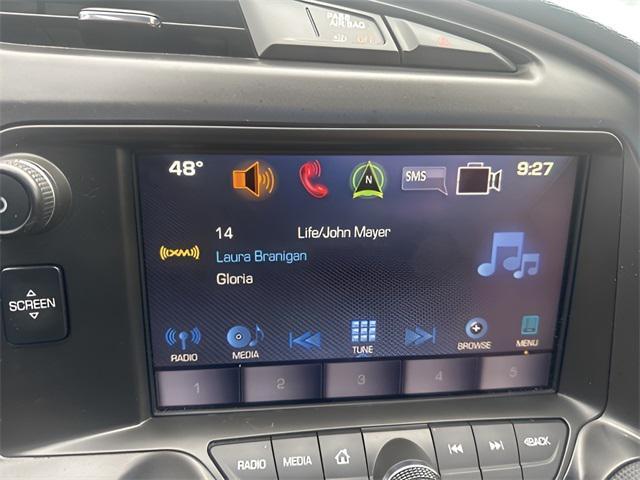 PASS
AIR BAG
OFF
48°
N
SMS
9:27
14 Life/John Mayer
((XM))
Laura Branigan
Gloria
SCREEN
RADIO
MEDIA
TUNE
BROWSE
MENU
1 2 3 4 5
RADIO MEDIA BACK